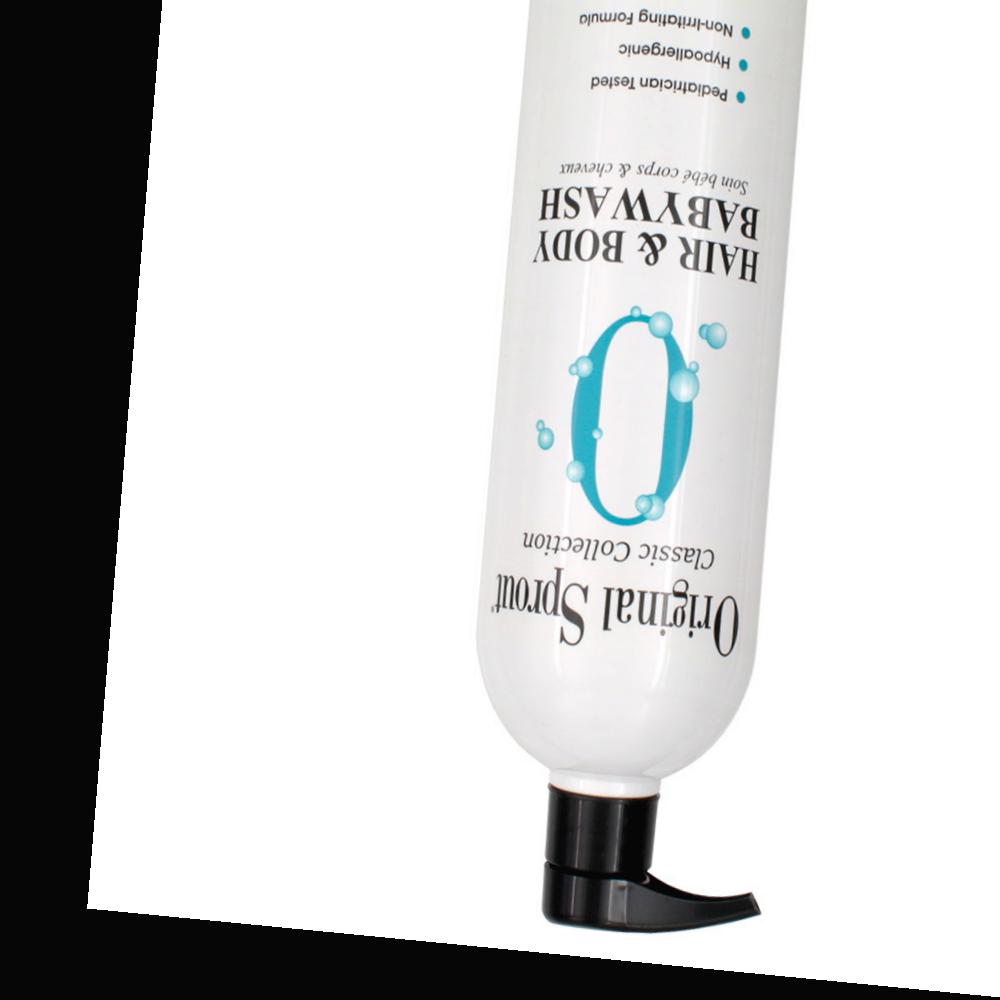 Original Sprout
Classic Collection
O
HAIR & BODY
BABYWASH
Soin bébé corps & cheveux
Pediatrician Tested
Hypoallergenic
Non-Irritating Formula